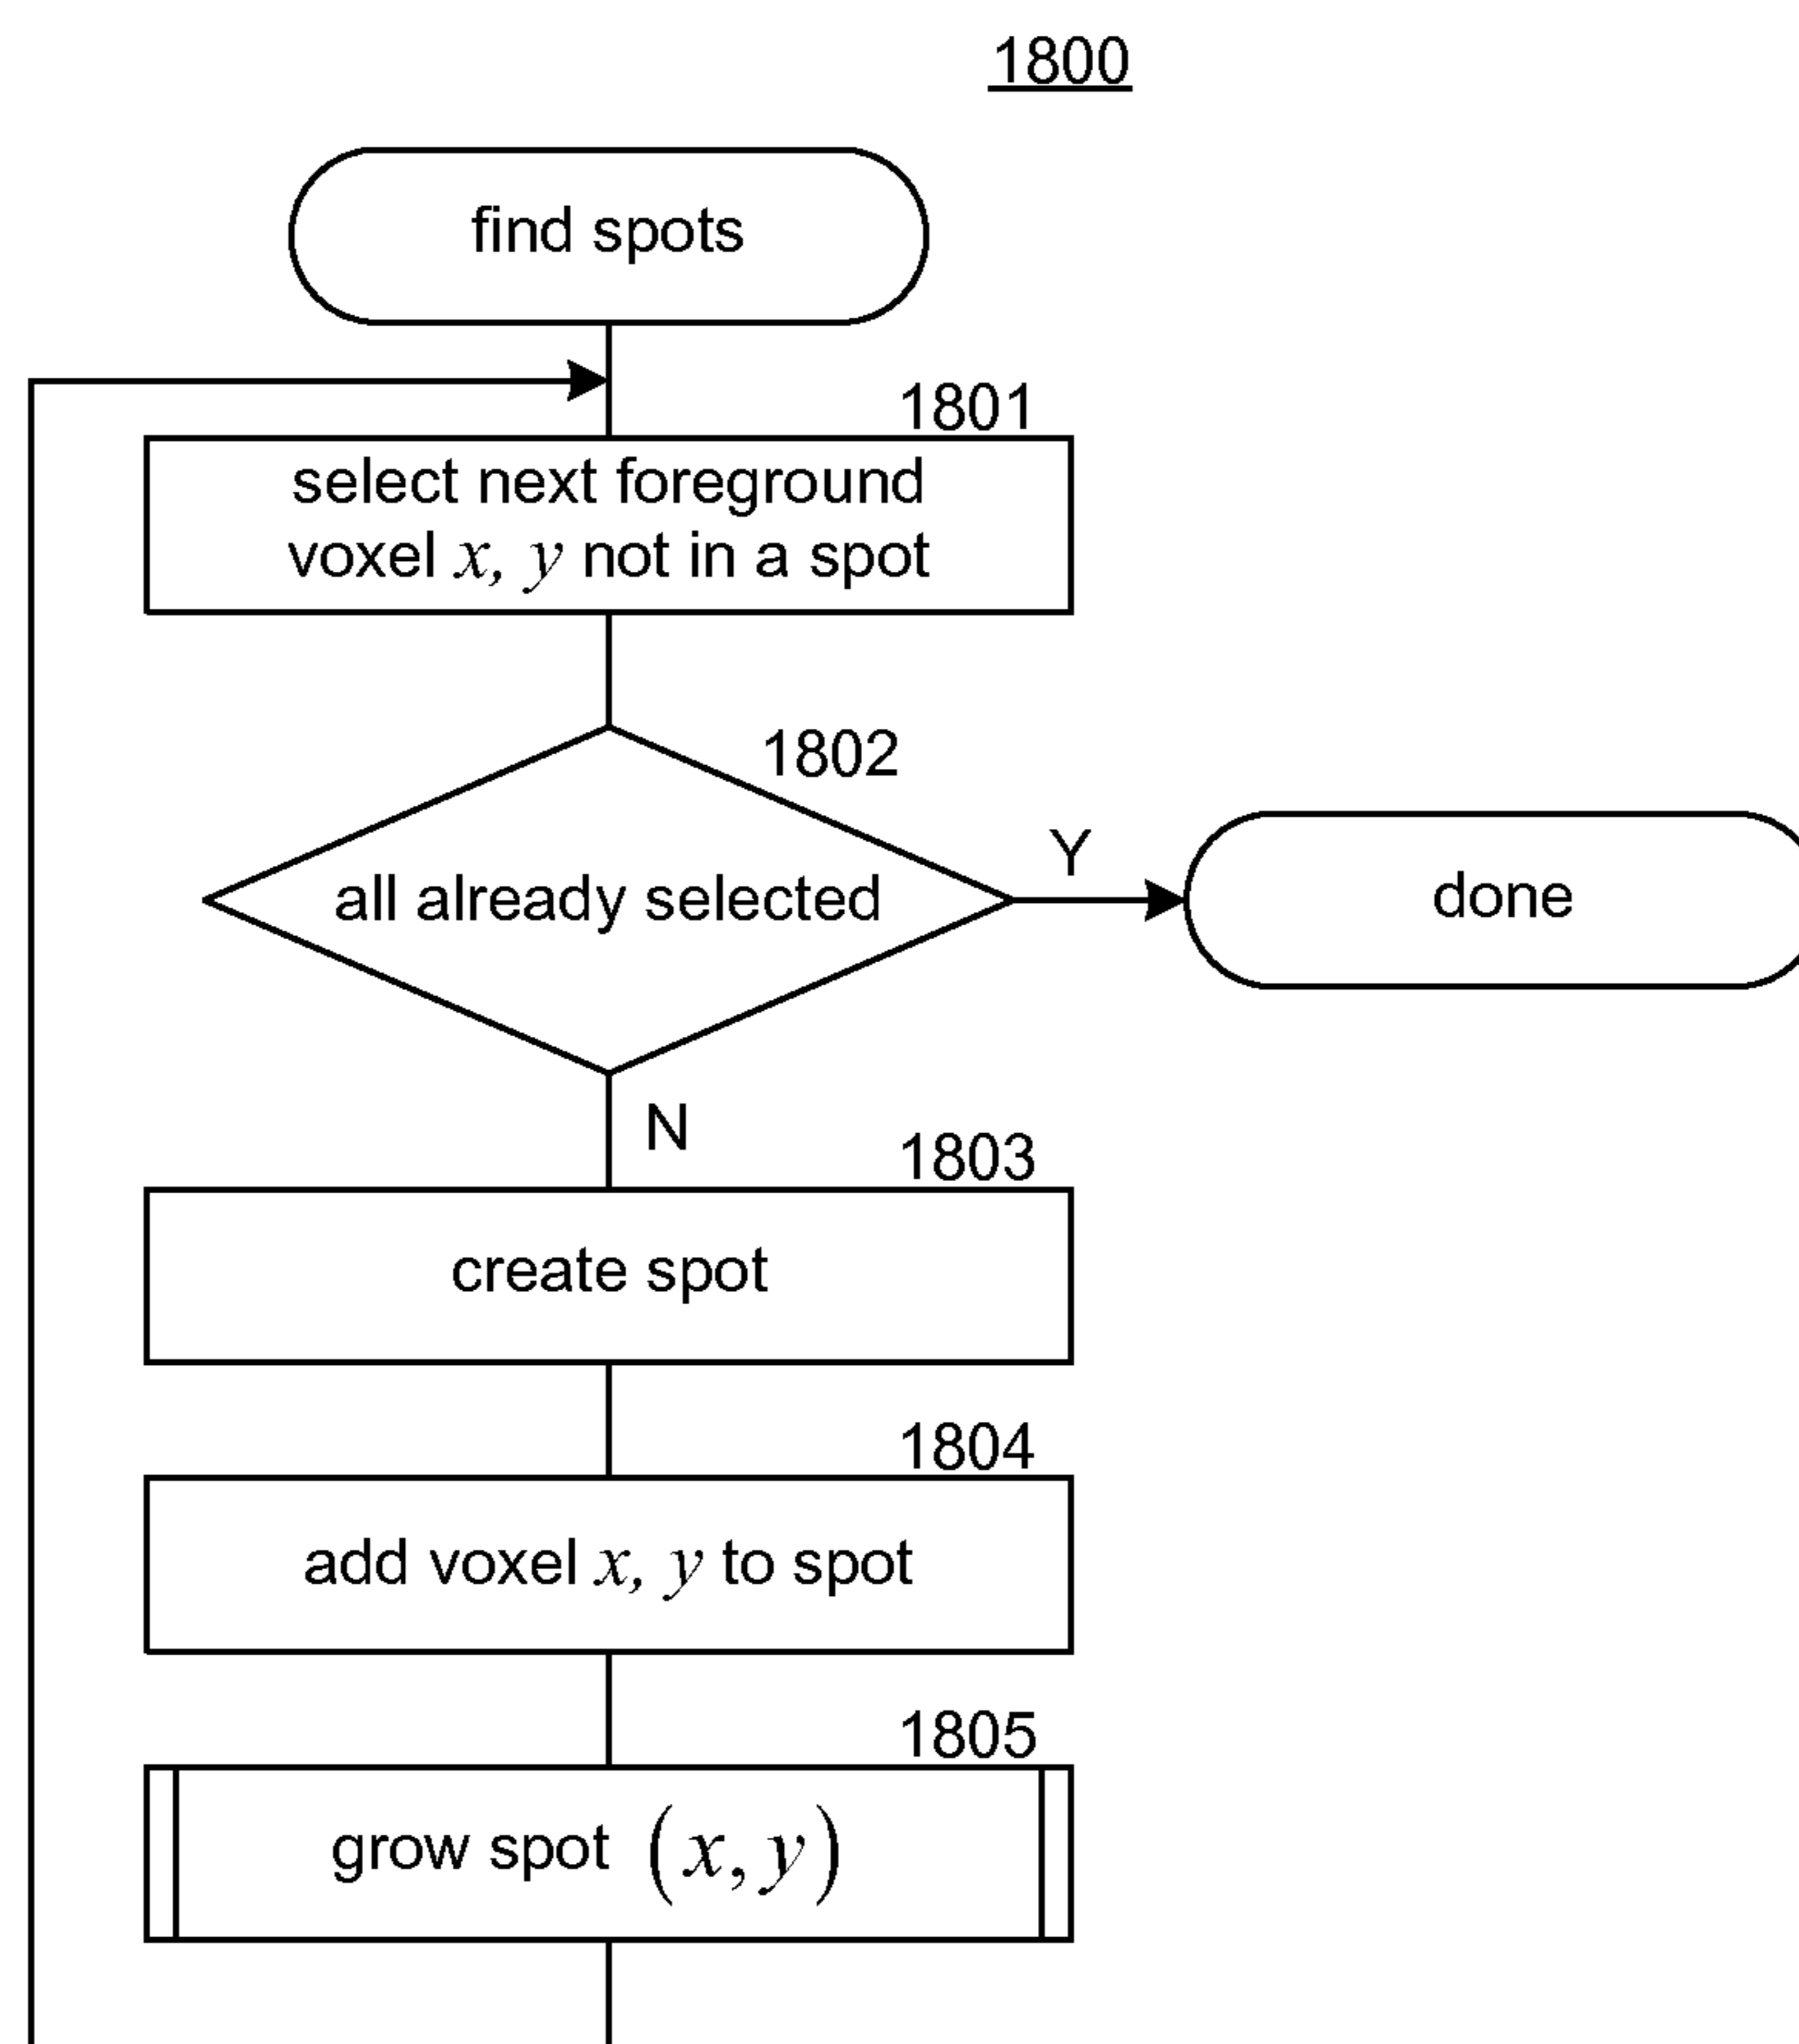 1800
find spots
1801
select next foreground
voxel x, y not in a spot
1802
all already selected
Y
done
N
1803
create spot
1804
add voxel x, y to spot
1805
grow spot (x, y)